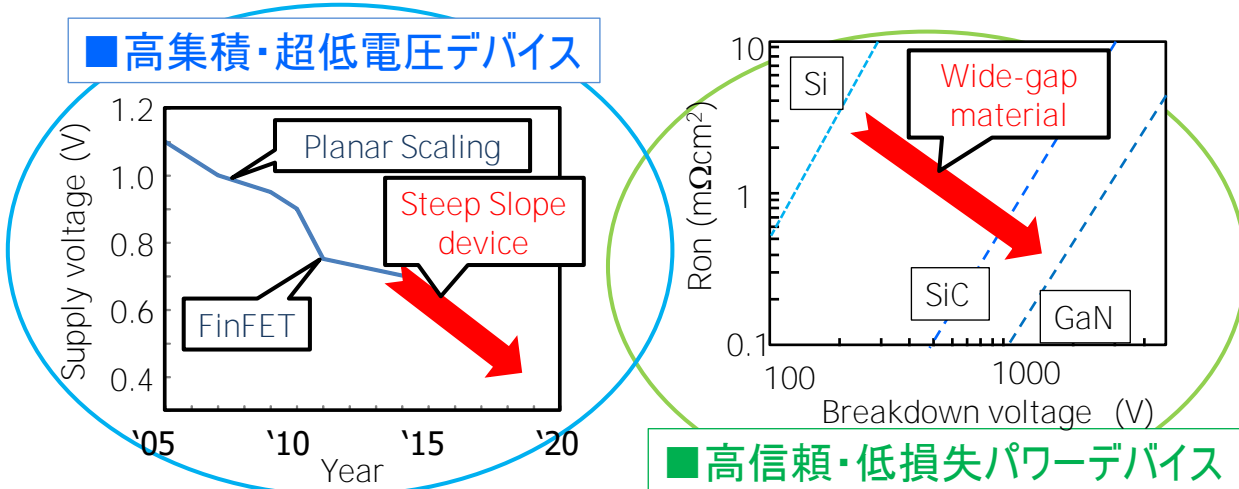 ■高集積・超低電圧デバイス
1.2
1.0
0.8
0.6
0.4
Supply voltage (V)
Planar Scaling
Steep Slope
device
FinFET
‘05
‘10
‘15
‘20
Year
10
1
0.1
Ron (mΩcm²)
Si
Wide-gap
material
SiC
GaN
100
1000
Breakdown voltage (V)
■高信頼・低損失パワーデバイス